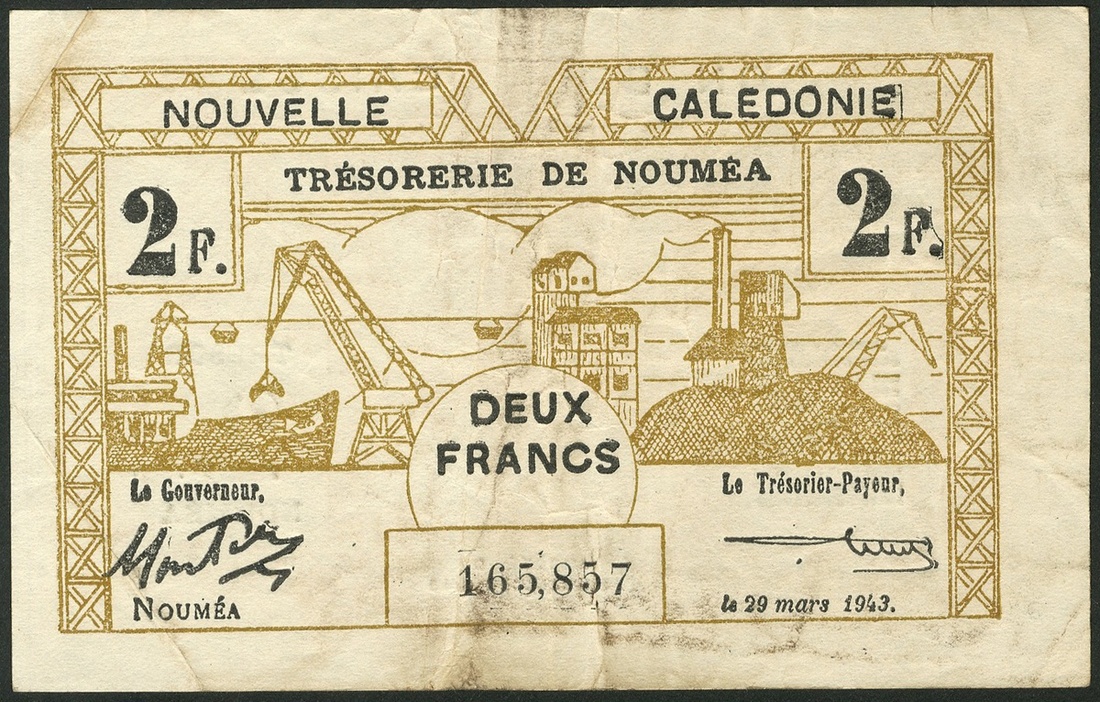 NOUVELLE CALEDONIE
TRÉSORERIE DE NOUMÉA
2F. 2F.
DEUX
FRANCS
Le Gouverneur, Le Trésorier-Payeur,
165,857
NOUMÉA le 29 mars 1943.